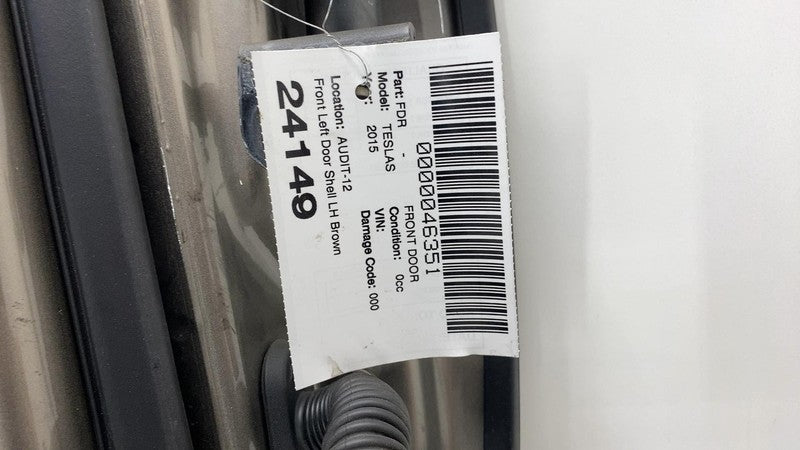 0000046351
Part: FDR - FRONT DOOR
Model: TESLAS Condition: 0cc
Year: 2015 VIN:
Damage Code: 000
Location: AUDIT-12
Front Left Door Shell LH Brown
24149